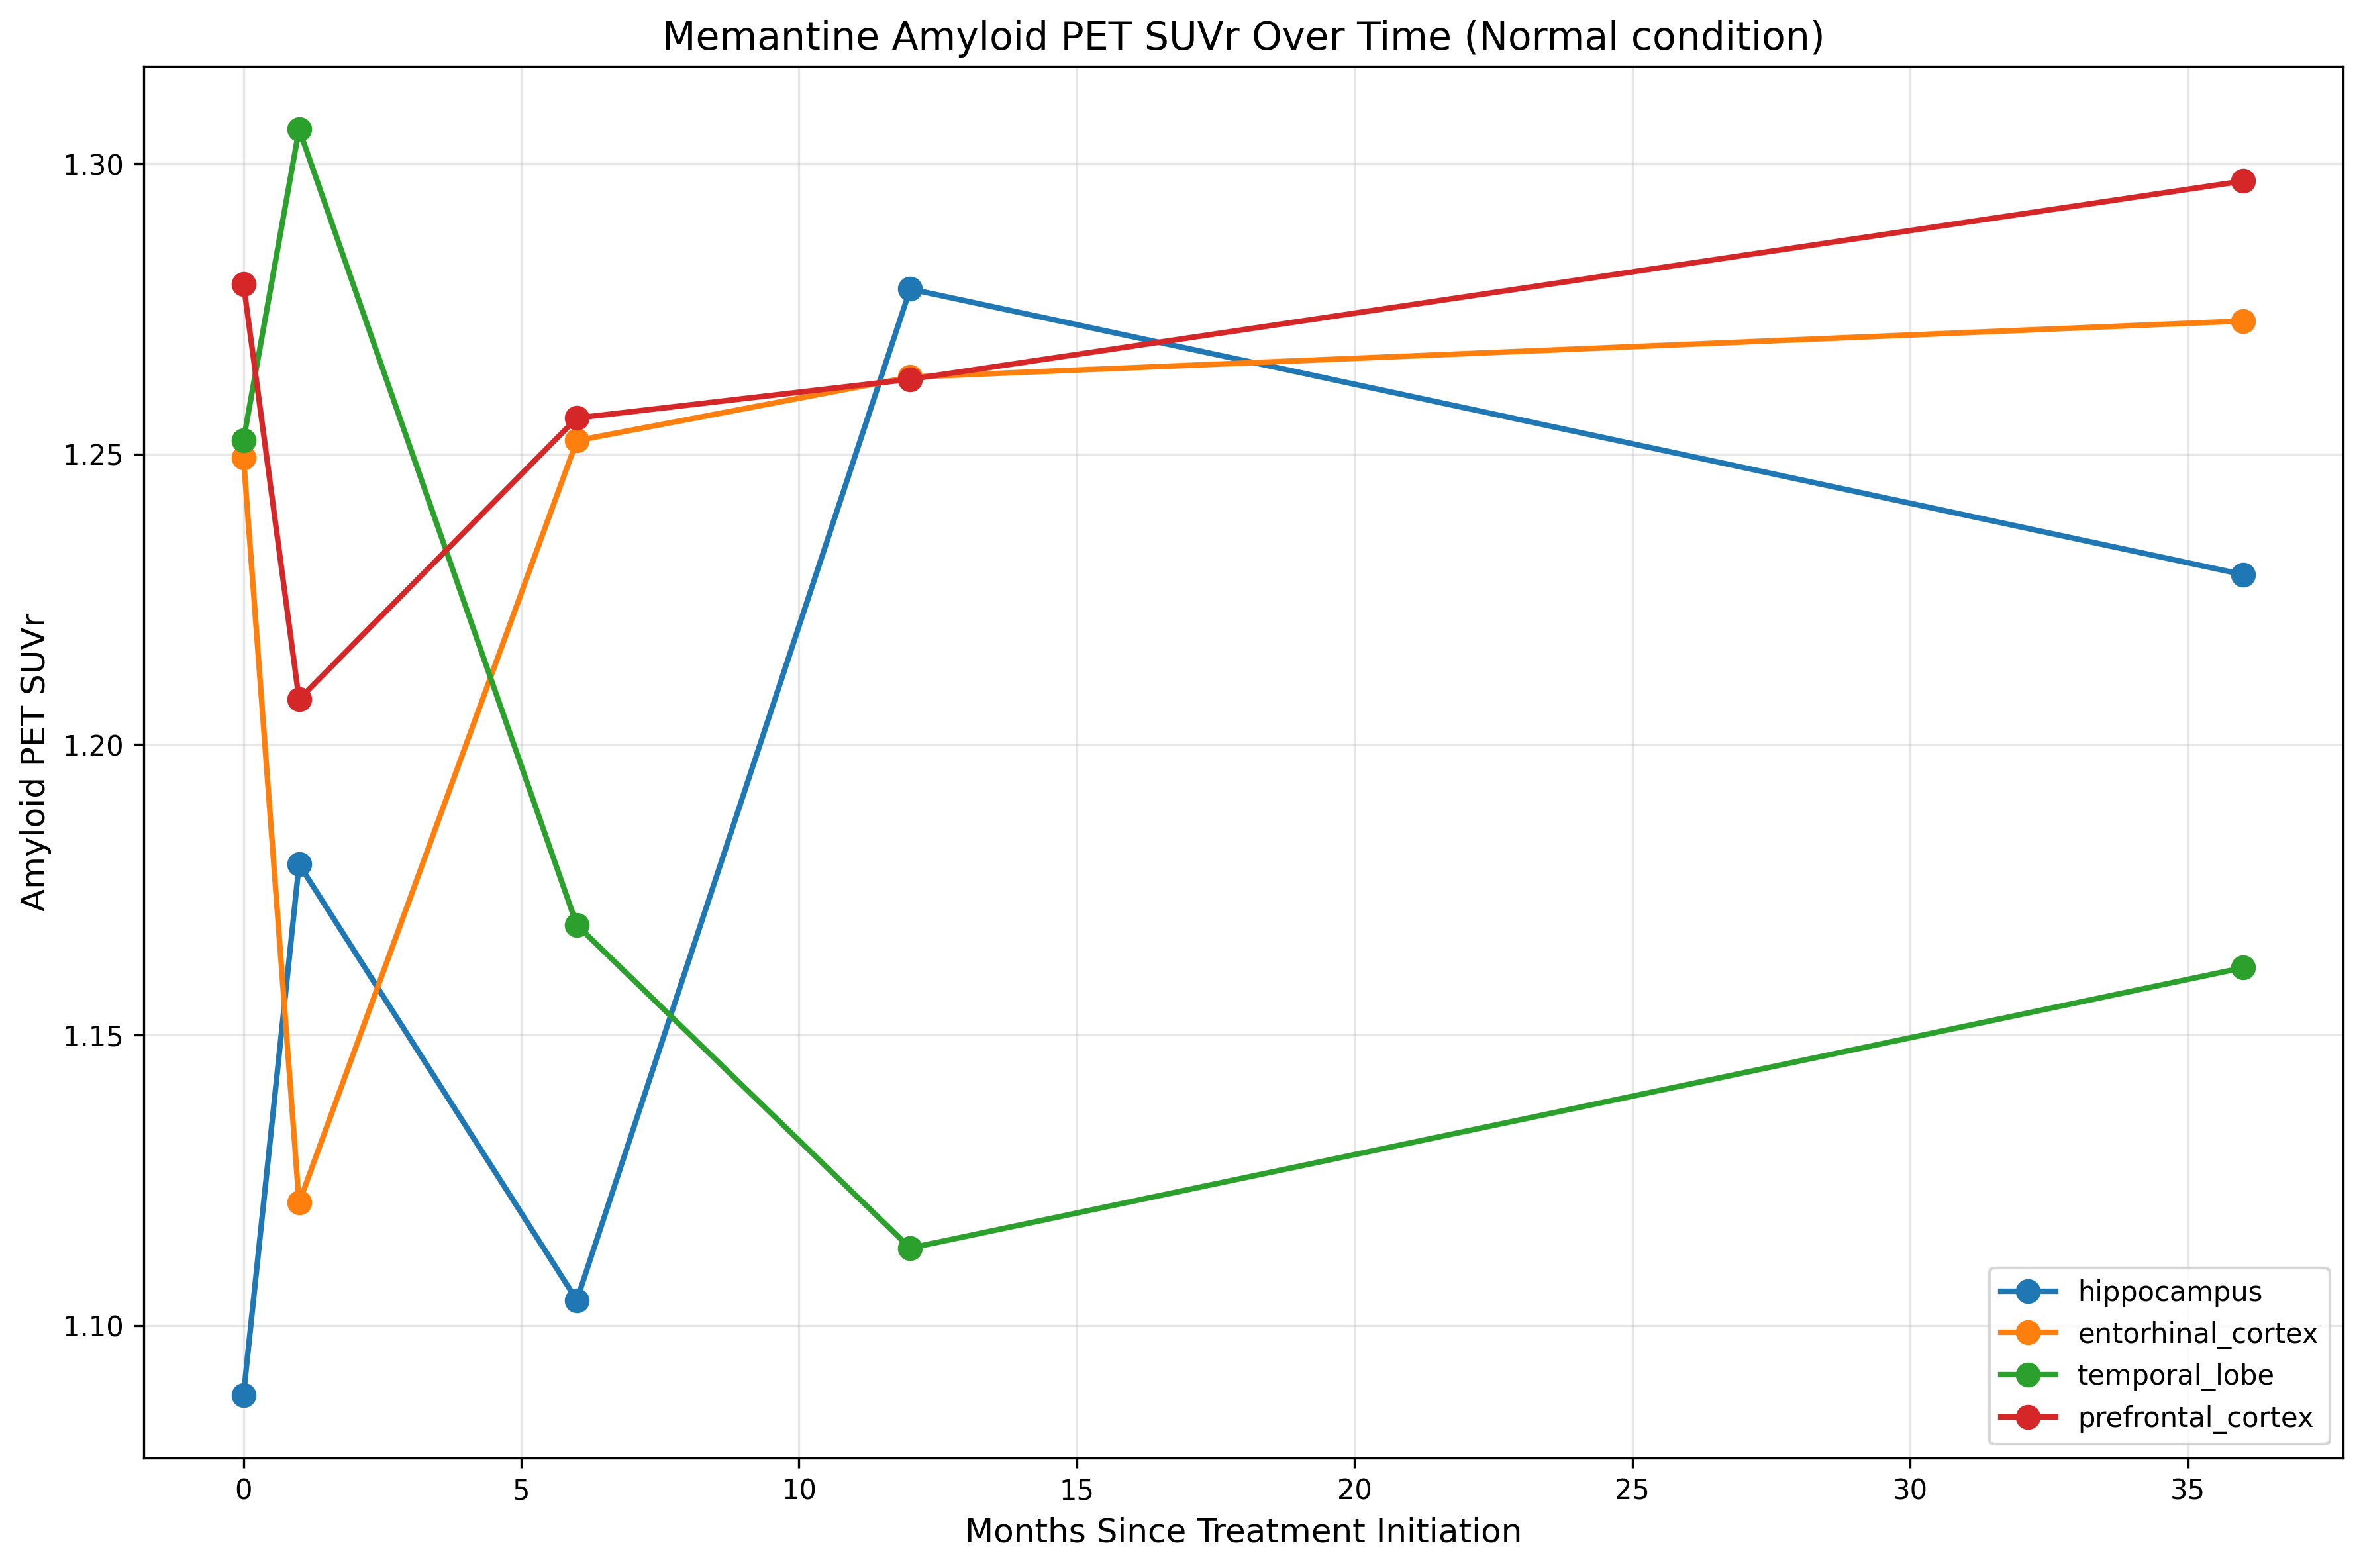 Memantine Amyloid PET SUVr Over Time (Normal condition)
Amyloid PET SUVr
1.30
1.25
1.20
1.15
1.10
0 5 10 15 20 25 30 35
Months Since Treatment Initiation
hippocampus
entorhinal_cortex
temporal_lobe
prefrontal_cortex